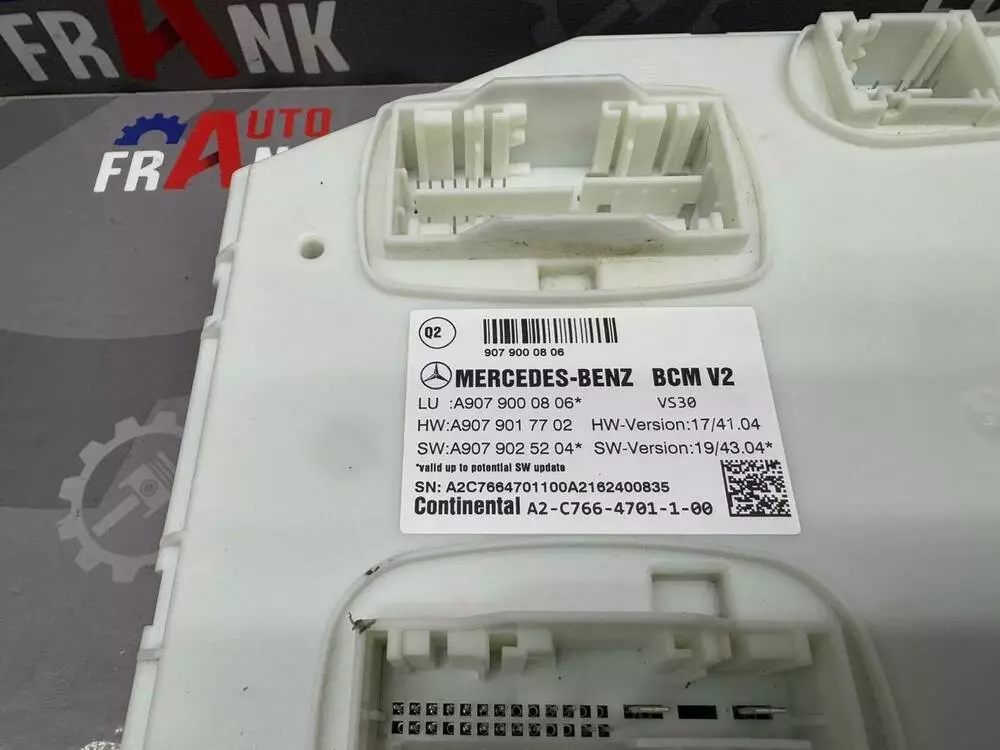 FRANK
AUTO
FRANK
Q2
907 900 08 06
MERCEDES-BENZ BCM V2
LU :A907 900 08 06* VS30
HW:A907 901 77 02 HW-Version:17/41.04
SW:A907 902 52 04* SW-Version:19/43.04*
*valid up to potential SW update
SN: A2C7664701100A2162400835
Continental A2-C766-4701-1-00